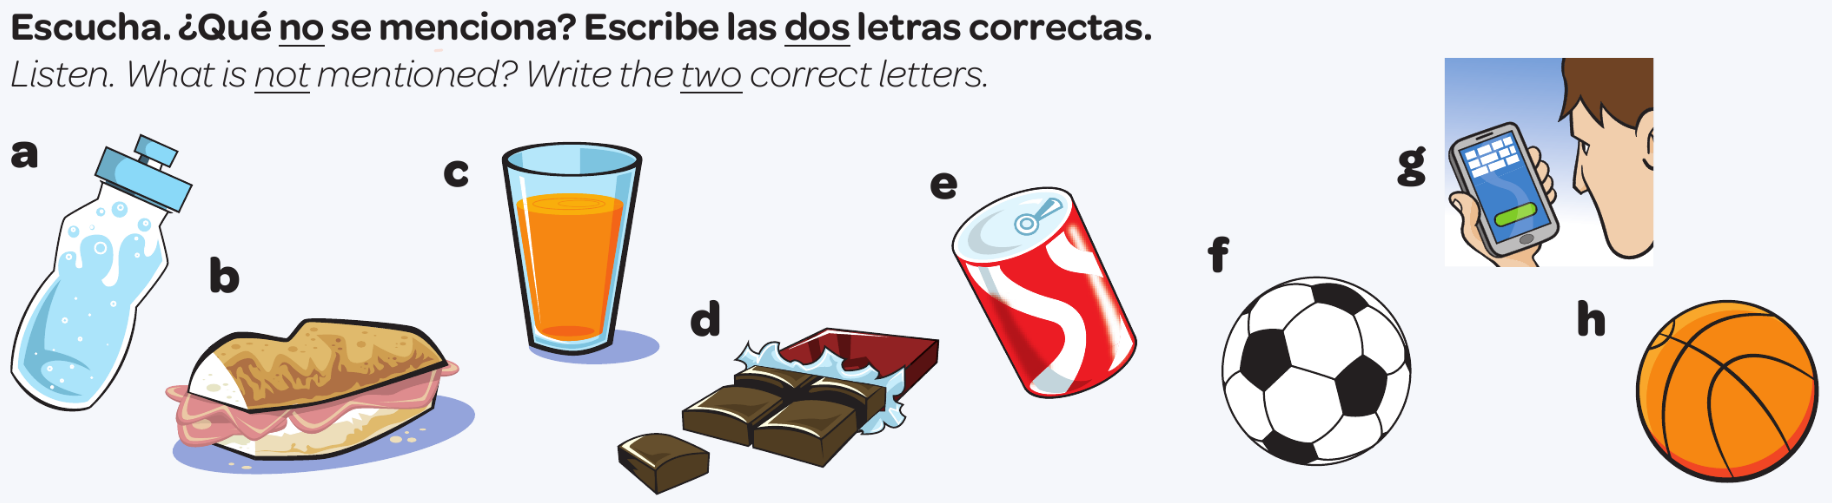 Escucha. ¿Qué no se menciona? Escribe las dos letras correctas.
Listen. What is not mentioned? Write the two correct letters.
a
b
c
d
e
f
g
h